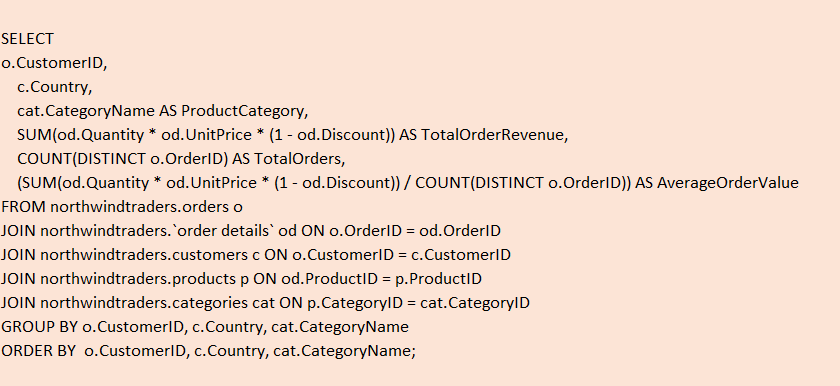 SELECT
o.CustomerID,
c.Country,
cat.CategoryName AS ProductCategory,
SUM(od.Quantity * od.UnitPrice * (1 - od.Discount)) AS TotalOrderRevenue,
COUNT(DISTINCT o.OrderID) AS TotalOrders,
(SUM(od.Quantity * od.UnitPrice * (1 - od.Discount)) / COUNT(DISTINCT o.OrderID)) AS AverageOrderValue
FROM northwindtraders.orders o
JOIN northwindtraders.`order details` od ON o.OrderID = od.OrderID
JOIN northwindtraders.customers c ON o.CustomerID = c.CustomerID
JOIN northwindtraders.products p ON od.ProductID = p.ProductID
JOIN northwindtraders.categories cat ON p.CategoryID = cat.CategoryID
GROUP BY o.CustomerID, c.Country, cat.CategoryName
ORDER BY  o.CustomerID, c.Country, cat.CategoryName;